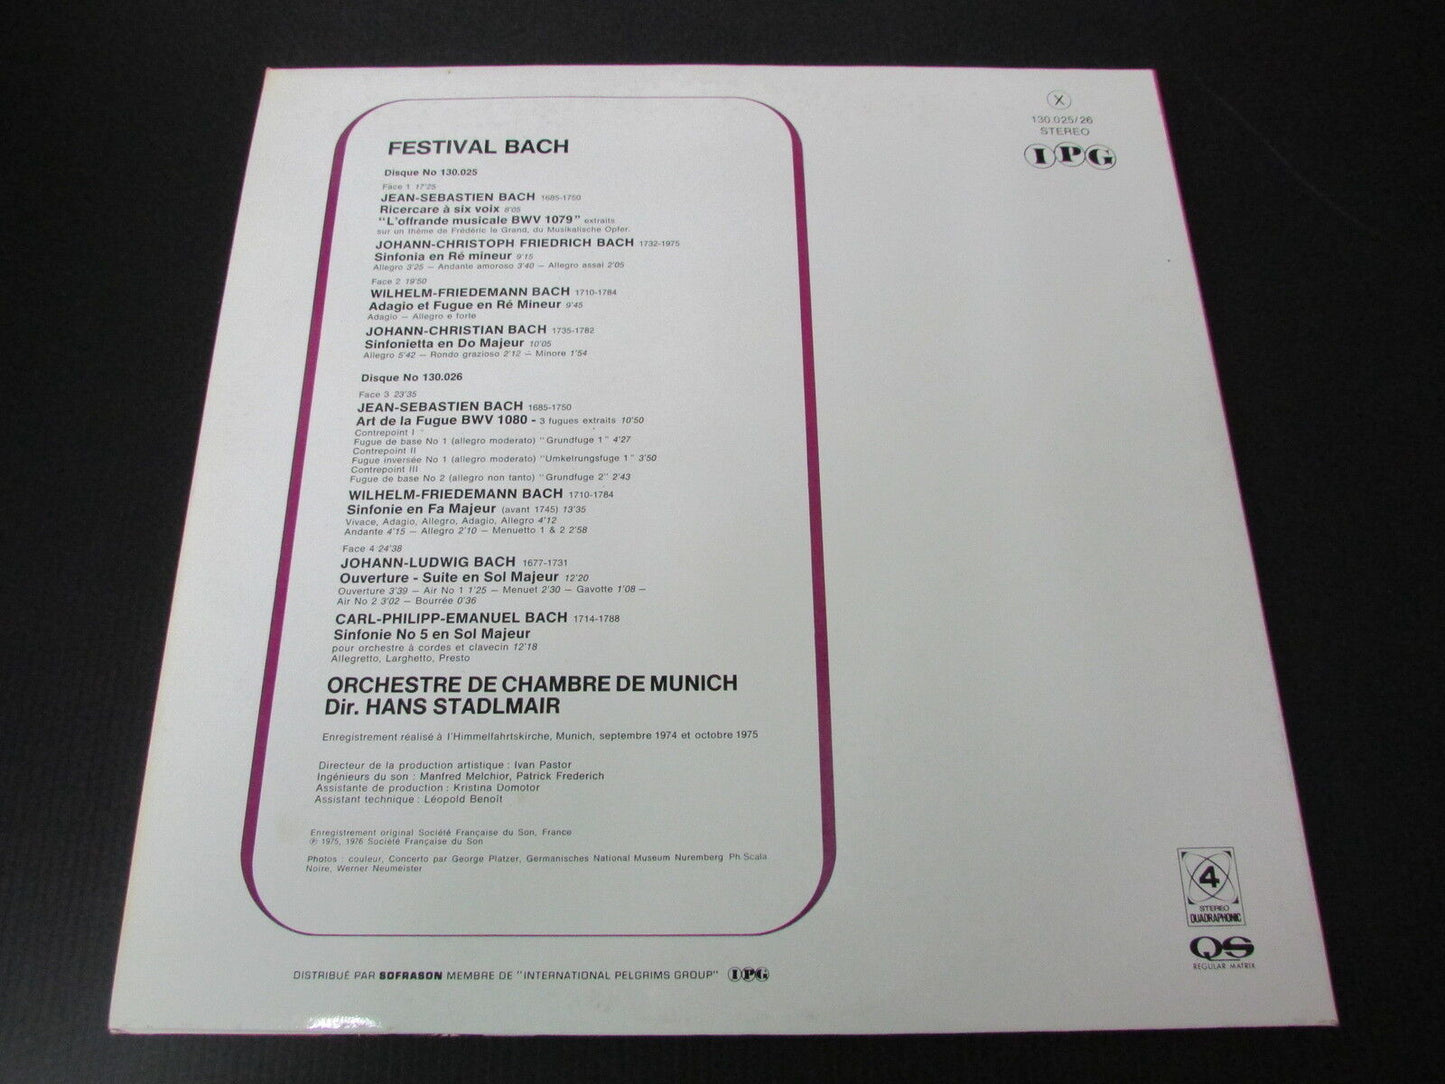 FESTIVAL BACH
Disque No 130.025
Face 1 17'25
JEAN-SEBASTIEN BACH 1685-1750
Ricercare à six voix 8'05
"L'offrande musicale BWV 1079" extraits
sur un thème de Frédéric le Grand, du Musikalische Opfer.
JOHANN-CHRISTOPH FRIEDRICH BACH 1732-1975
Sinfonia en Ré mineur 9'15
Allegro 3'25 – Andante amoroso 3'40 – Allegro assai 2'05
Face 2 19'50
WILHELM-FRIEDEMANN BACH 1710-1784
Adagio et Fugue en Ré Mineur 9'45
Adagio – Allegro e forte
JOHANN-CHRISTIAN BACH 1735-1782
Sinfonietta en Do Majeur 10'05
Allegro 5'42 – Rondo grazioso 2'12 – Minore 1'54
Disque No 130.026
Face 3 23'35
JEAN-SEBASTIEN BACH 1685-1750
Art de la Fugue BWV 1080 - 3 fugues extraits 10'50
Contrepoint I
Fugue de base No 1 (allegro moderato) "Grundfuge 1" 4'27
Contrepoint II
Fugue inversée No 1 (allegro moderato) "Umkelrungsfuge 1" 3'50
Contrepoint III
Fugue de base No 2 (allegro non tanto) "Grundfuge 2" 2'43
WILHELM-FRIEDEMANN BACH 1710-1784
Sinfonie en Fa Majeur (avant 1745) 13'35
Vivace, Adagio, Allegro, Adagio, Allegro 4'12
Andante 4'15 – Allegro 2'10 – Menuetto 1 & 2 2'58
Face 4 24'38
JOHANN-LUDWIG BACH 1677-1731
Ouverture - Suite en Sol Majeur 12'20
Ouverture 3'39 – Air No 1 1'25 – Menuet 2'30 – Gavotte 1'08 –
Air No 2 3'02 – Bourrée 0'36
CARL-PHILIPP-EMANUEL BACH 1714-1788
Sinfonie No 5 en Sol Majeur
pour orchestre à cordes et clavecin 12'18
Allegretto, Larghetto, Presto
ORCHESTRE DE CHAMBRE DE MUNICH
Dir. HANS STADLMAIR
Enregistrement réalisé à l'Himmelfahrtskirche, Munich, septembre 1974 et octobre 1975
Directeur de la production artistique : Ivan Pastor
Ingénieurs du son : Manfred Melchior, Patrick Frederich
Assistante de production : Kristina Domotor
Assistant technique : Léopold Benoît
Enregistrement original Société Française du Son, France
℗ 1975, 1976 Société Française du Son
Photos : couleur, Concerto par George Platzer, Germanisches National Museum Nuremberg Ph. Scala
Noire, Werner Neumeister
DISTRIBUÉ PAR SOFRASON MEMBRE DE "INTERNATIONAL PELGRIMS GROUP" IPG
X
130.025/26
STEREO
IPG
4
STEREO
QUADRAPHONIC
QS
REGULAR MATRIX